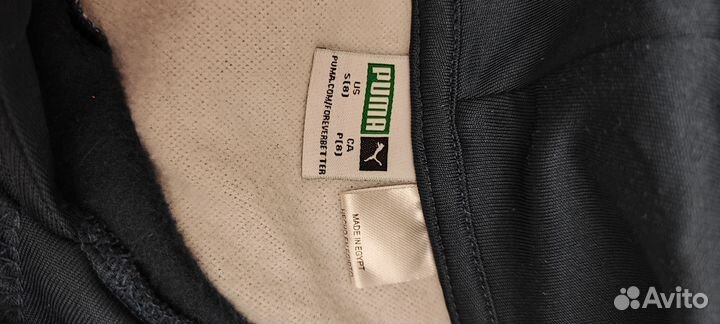 PUMA
US CA
S(8) P(8)
PUMA.COM/FOREVERBETTER
MADE IN EGYPT
Avito